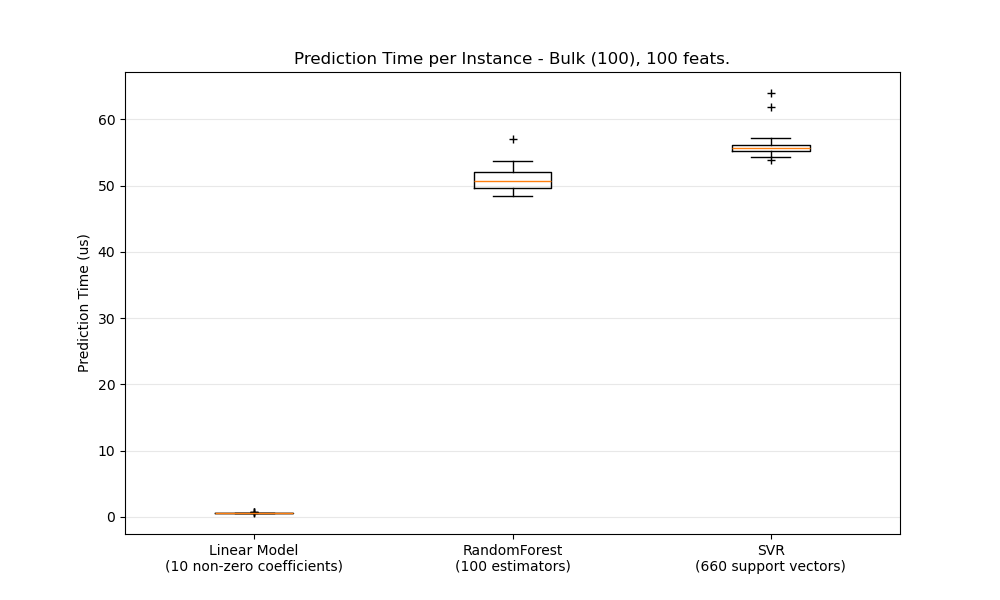 Prediction Time per Instance - Bulk (100), 100 feats.
Prediction Time (us)
60
50
40
30
20
10
0
Linear Model
(10 non-zero coefficients)
RandomForest
(100 estimators)
SVR
(660 support vectors)